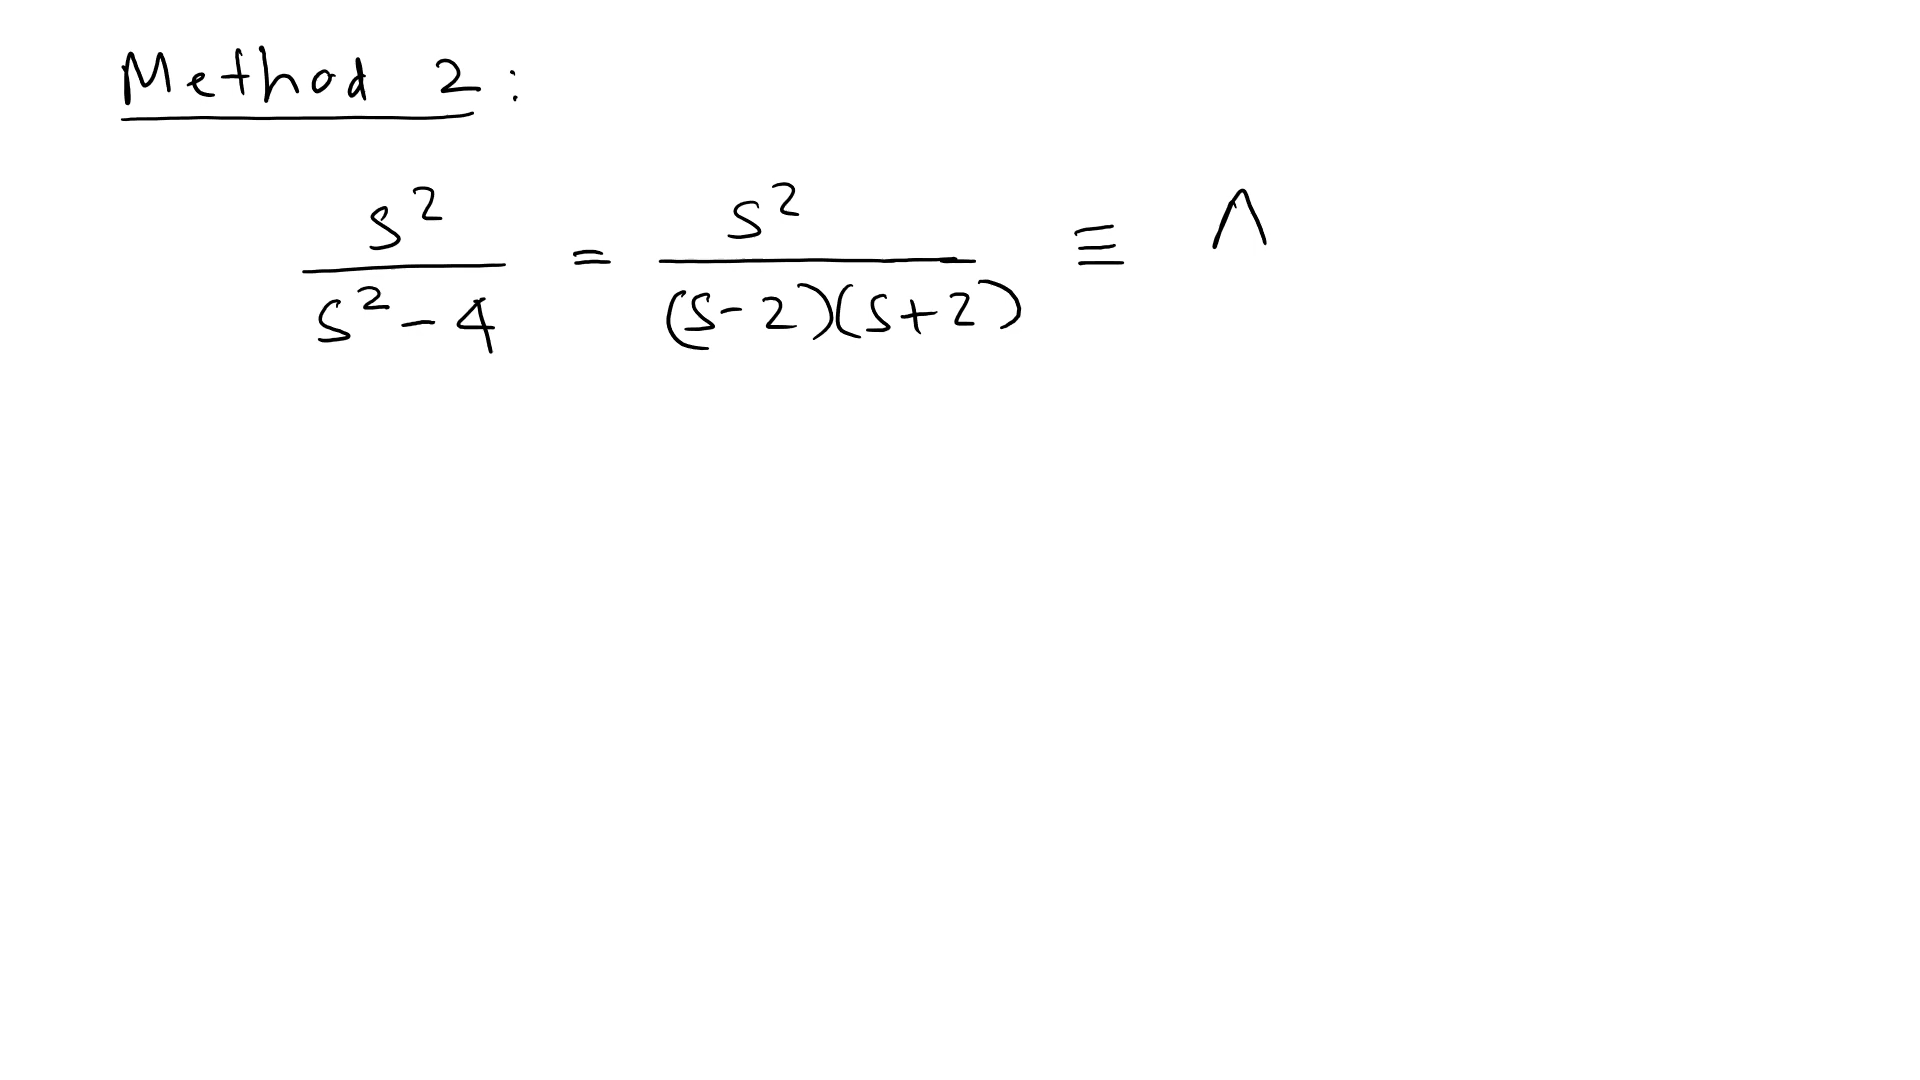 Method 2:
s²/(s²-4) = s²/((s-2)(s+2)) ≡